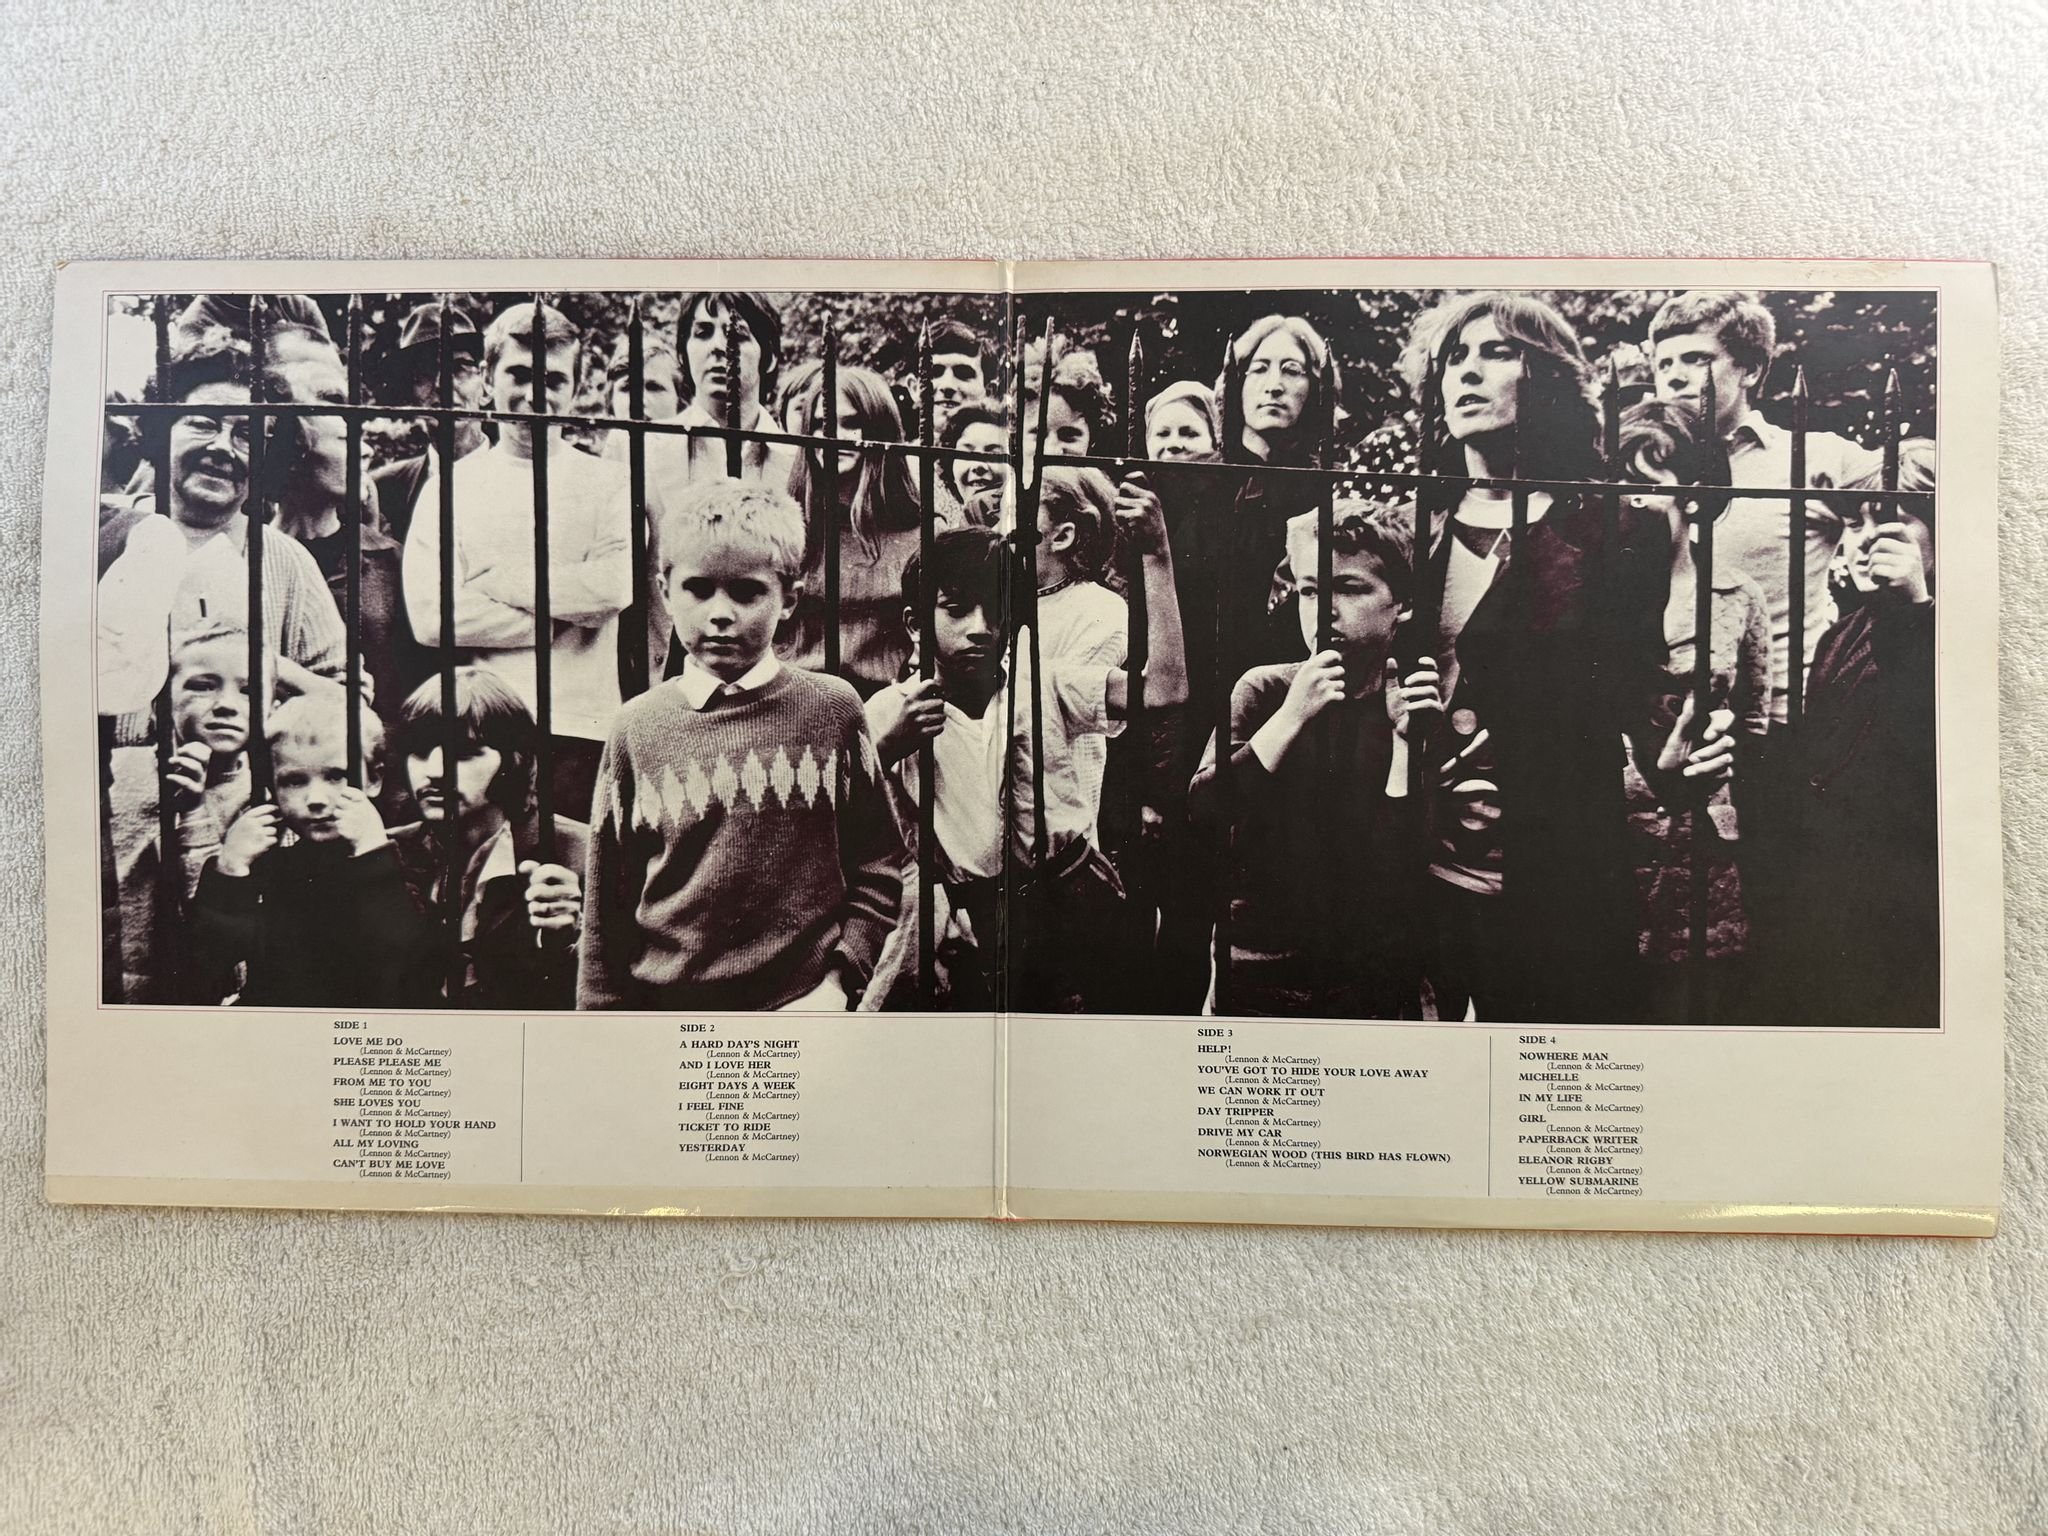 SIDE 1
LOVE ME DO
(Lennon & McCartney)
PLEASE PLEASE ME
(Lennon & McCartney)
FROM ME TO YOU
(Lennon & McCartney)
SHE LOVES YOU
(Lennon & McCartney)
I WANT TO HOLD YOUR HAND
(Lennon & McCartney)
ALL MY LOVING
(Lennon & McCartney)
CAN'T BUY ME LOVE
(Lennon & McCartney)
SIDE 2
A HARD DAY'S NIGHT
(Lennon & McCartney)
AND I LOVE HER
(Lennon & McCartney)
EIGHT DAYS A WEEK
(Lennon & McCartney)
I FEEL FINE
(Lennon & McCartney)
TICKET TO RIDE
(Lennon & McCartney)
YESTERDAY
(Lennon & McCartney)
SIDE 3
HELP!
(Lennon & McCartney)
YOU'VE GOT TO HIDE YOUR LOVE AWAY
(Lennon & McCartney)
WE CAN WORK IT OUT
(Lennon & McCartney)
DAY TRIPPER
(Lennon & McCartney)
DRIVE MY CAR
(Lennon & McCartney)
NORWEGIAN WOOD (THIS BIRD HAS FLOWN)
(Lennon & McCartney)
SIDE 4
NOWHERE MAN
(Lennon & McCartney)
MICHELLE
(Lennon & McCartney)
IN MY LIFE
(Lennon & McCartney)
GIRL
(Lennon & McCartney)
PAPERBACK WRITER
(Lennon & McCartney)
ELEANOR RIGBY
(Lennon & McCartney)
YELLOW SUBMARINE
(Lennon & McCartney)